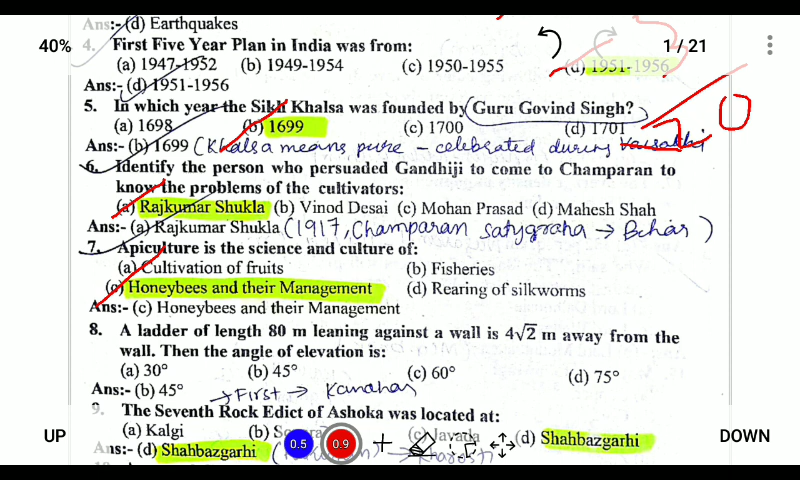 Ans:- (d) Earthquakes
40%
1 / 21
4. First Five Year Plan in India was from:
(a) 1947-1952 (b) 1949-1954 (c) 1950-1955 (d) 1951-1956
Ans:- (d) 1951-1956
5. In which year the Sikh Khalsa was founded by Guru Govind Singh?
(a) 1698 (b) 1699 (c) 1700 (d) 1701
Ans:- (b) 1699 (Khalsa means pure - celebrated during Vaisakhi
6. Identify the person who persuaded Gandhiji to come to Champaran to
know the problems of the cultivators:
(a) Rajkumar Shukla (b) Vinod Desai (c) Mohan Prasad (d) Mahesh Shah
Ans:- (a) Rajkumar Shukla (1917, Champaran satygraha → Bihar)
7. Apiculture is the science and culture of:
(a) Cultivation of fruits (b) Fisheries
(c) Honeybees and their Management (d) Rearing of silkworms
Ans:- (c) Honeybees and their Management
8. A ladder of length 80 m leaning against a wall is 4√2 m away from the
wall. Then the angle of elevation is:
(a) 30° (b) 45° (c) 60° (d) 75°
Ans:- (b) 45° → First →
9. The Seventh Rock Edict of Ashoka was located at:
(a) Kalgi (b) (c) Javada (d) Shahbazgarhi
UP 0.5 0.9 DOWN
Ans:- (d) Shahbazgarhi